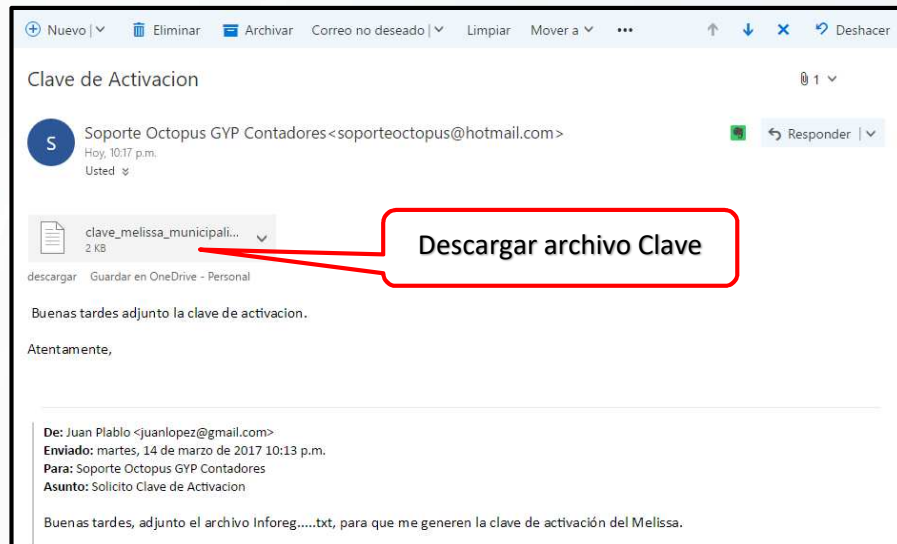 Nuevo | Eliminar Archivar Correo no deseado | Limpiar Mover a ... Deshacer
Clave de Activacion 1
S Soporte Octopus GYP Contadores<soporteoctopus@hotmail.com> Responder |
Hoy, 10:17 p.m.
Usted
clave_melissa_municipali...
2 KB
Descargar archivo Clave
descargar Guardar en OneDrive - Personal
Buenas tardes adjunto la clave de activacion.
Atentamente,
De: Juan Plablo <juanlopez@gmail.com>
Enviado: martes, 14 de marzo de 2017 10:13 p.m.
Para: Soporte Octopus GYP Contadores
Asunto: Solicito Clave de Activacion
Buenas tardes, adjunto el archivo Inforeg.....txt, para que me generen la clave de activación del Melissa.